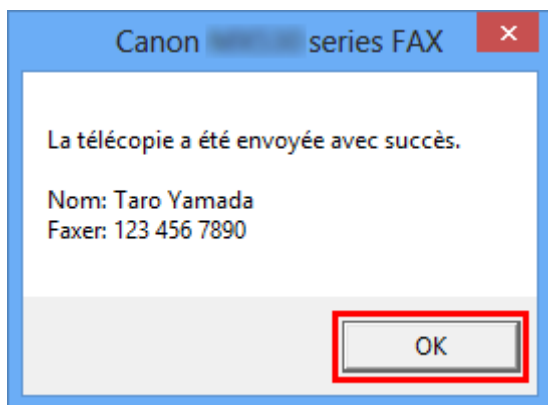 Canon series FAX
La télécopie a été envoyée avec succès.
Nom: Taro Yamada
Faxer: 123 456 7890
OK